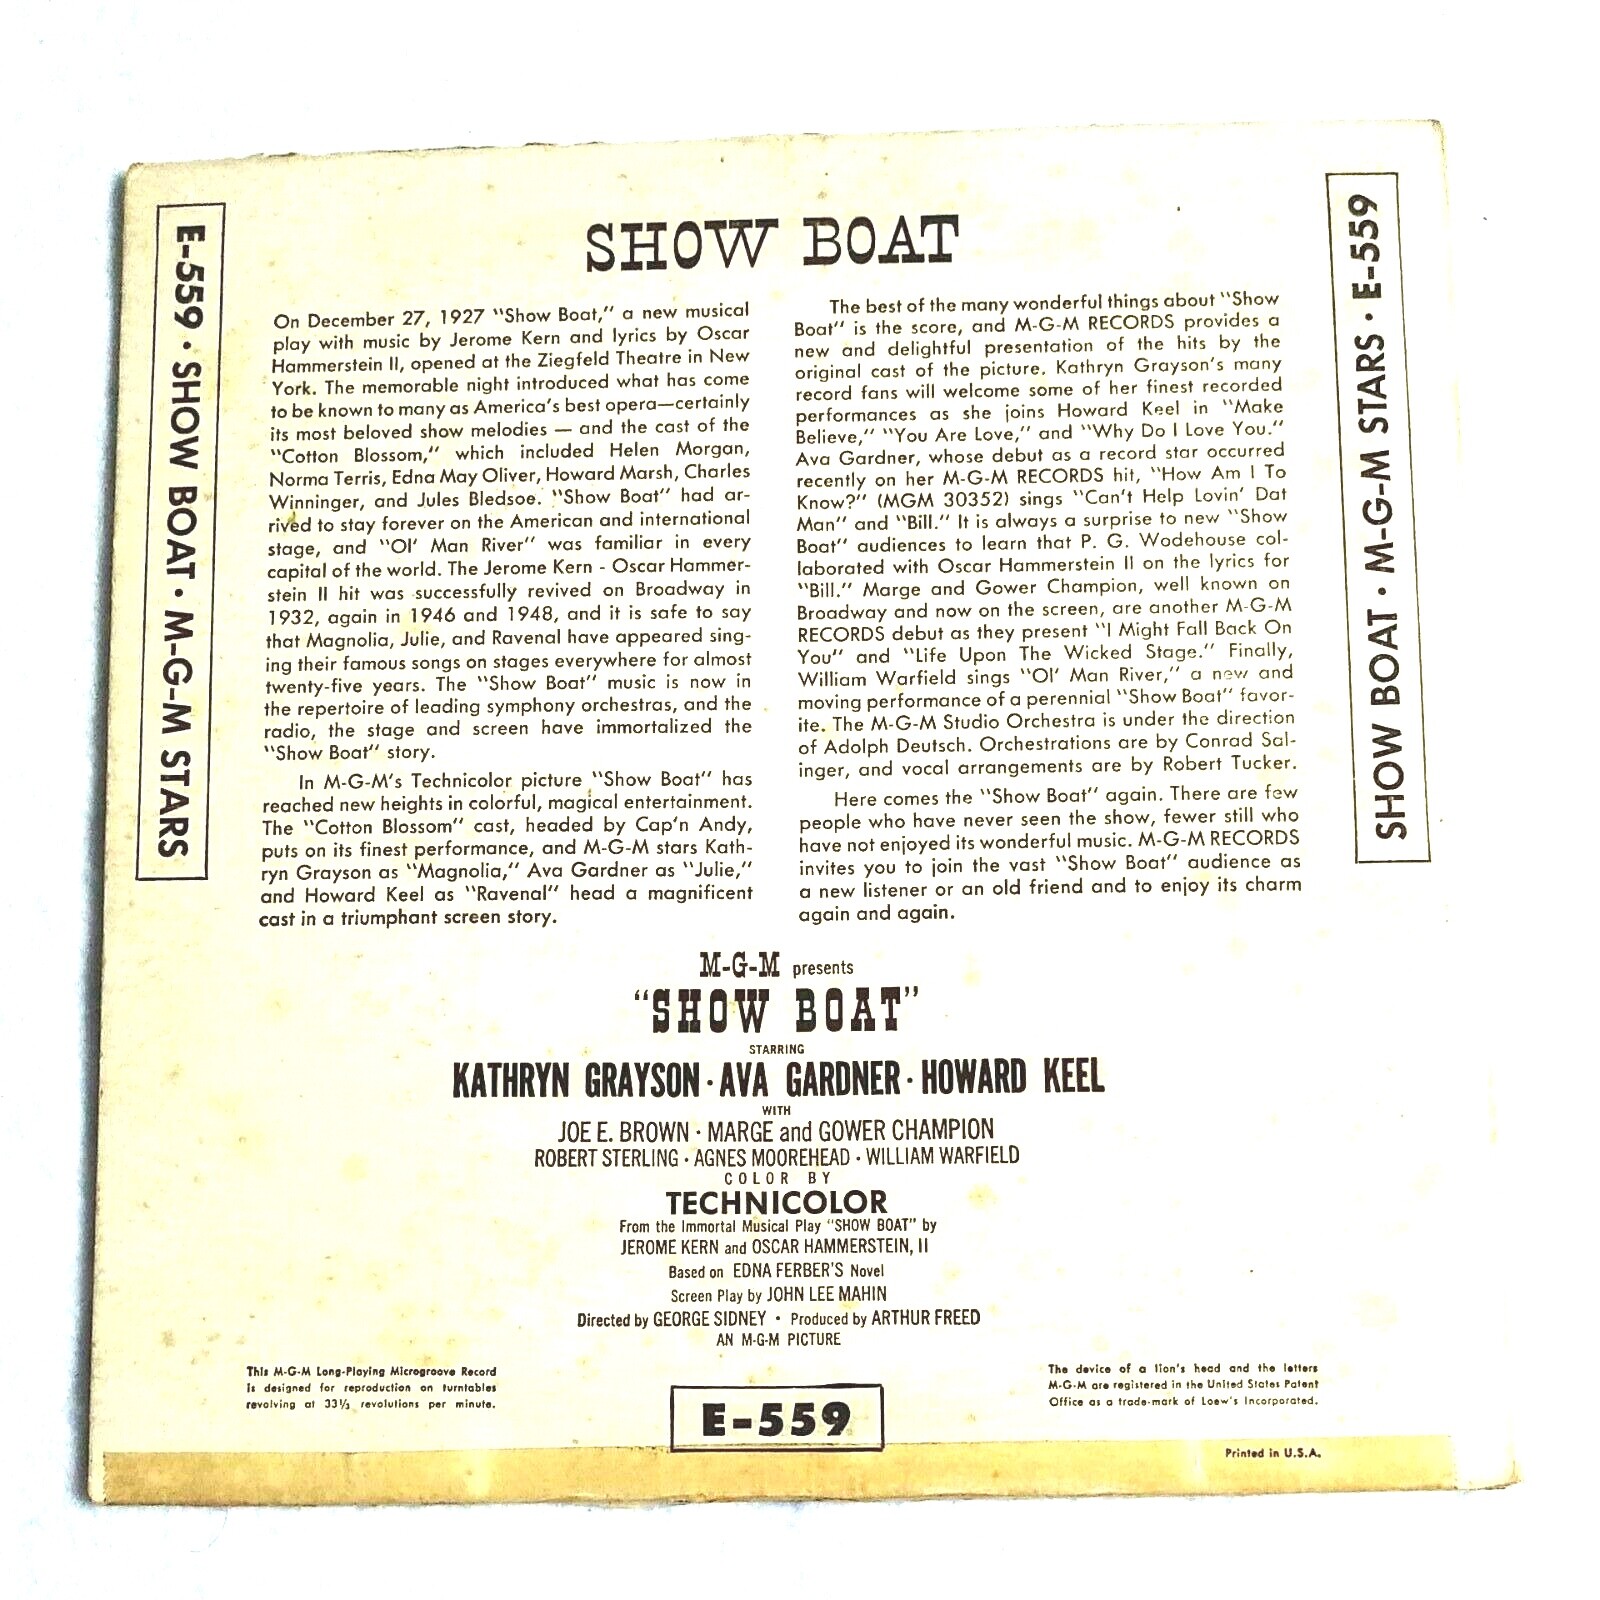 E-559 · SHOW BOAT · M-G-M STARS
SHOW BOAT
On December 27, 1927 "Show Boat," a new musical
play with music by Jerome Kern and lyrics by Oscar
Hammerstein II, opened at the Ziegfeld Theatre in New
York. The memorable night introduced what has come
to be known to many as America's best opera—certainly
its most beloved show melodies — and the cast of the
"Cotton Blossom," which included Helen Morgan,
Norma Terris, Edna May Oliver, Howard Marsh, Charles
Winninger, and Jules Bledsoe. "Show Boat" had ar-
rived to stay forever on the American and international
stage, and "Ol' Man River" was familiar in every
capital of the world. The Jerome Kern - Oscar Hammer-
stein II hit was successfully revived on Broadway in
1932, again in 1946 and 1948, and it is safe to say
that Magnolia, Julie, and Ravenal have appeared sing-
ing their famous songs on stages everywhere for almost
twenty-five years. The "Show Boat" music is now in
the repertoire of leading symphony orchestras, and the
radio, the stage and screen have immortalized the
"Show Boat" story.
In M-G-M's Technicolor picture "Show Boat" has
reached new heights in colorful, magical entertainment.
The "Cotton Blossom" cast, headed by Cap'n Andy,
puts on its finest performance, and M-G-M stars Kath-
ryn Grayson as "Magnolia," Ava Gardner as "Julie,"
and Howard Keel as "Ravenal" head a magnificent
cast in a triumphant screen story.
The best of the many wonderful things about "Show
Boat" is the score, and M-G-M RECORDS provides a
new and delightful presentation of the hits by the
original cast of the picture. Kathryn Grayson's many
record fans will welcome some of her finest recorded
performances as she joins Howard Keel in "Make
Believe," "You Are Love," and "Why Do I Love You."
Ava Gardner, whose debut as a record star occurred
recently on her M-G-M RECORDS hit, "How Am I To
Know?" (MGM 30352) sings "Can't Help Lovin' Dat
Man" and "Bill." It is always a surprise to new "Show
Boat" audiences to learn that P. G. Wodehouse col-
laborated with Oscar Hammerstein II on the lyrics for
"Bill." Marge and Gower Champion, well known on
Broadway and now on the screen, are another M-G-M
RECORDS debut as they present "I Might Fall Back On
You" and "Life Upon The Wicked Stage." Finally,
William Warfield sings "Ol' Man River," a new and
moving performance of a perennial "Show Boat" favor-
ite. The M-G-M Studio Orchestra is under the direction
of Adolph Deutsch. Orchestrations are by Conrad Sal-
inger, and vocal arrangements are by Robert Tucker.
Here comes the "Show Boat" again. There are few
people who have never seen the show, fewer still who
have not enjoyed its wonderful music. M-G-M RECORDS
invites you to join the vast "Show Boat" audience as
a new listener or an old friend and to enjoy its charm
again and again.
SHOW BOAT · M-G-M STARS · E-559
M-G-M presents
"SHOW BOAT"
STARRING
KATHRYN GRAYSON · AVA GARDNER · HOWARD KEEL
WITH
JOE E. BROWN · MARGE and GOWER CHAMPION
ROBERT STERLING · AGNES MOOREHEAD · WILLIAM WARFIELD
COLOR BY
TECHNICOLOR
From the Immortal Musical Play "SHOW BOAT" by
JEROME KERN and OSCAR HAMMERSTEIN, II
Based on EDNA FERBER'S Novel
Screen Play by JOHN LEE MAHIN
Directed by GEORGE SIDNEY · Produced by ARTHUR FREED
AN M-G-M PICTURE
This M-G-M Long-Playing Microgroove Record
is designed for reproduction on turntables
revolving at 33⅓ revolutions per minute.
E-559
The device of a lion's head and the letters
M-G-M are registered in the United States Patent
Office as a trade-mark of Loew's Incorporated.
Printed in U.S.A.